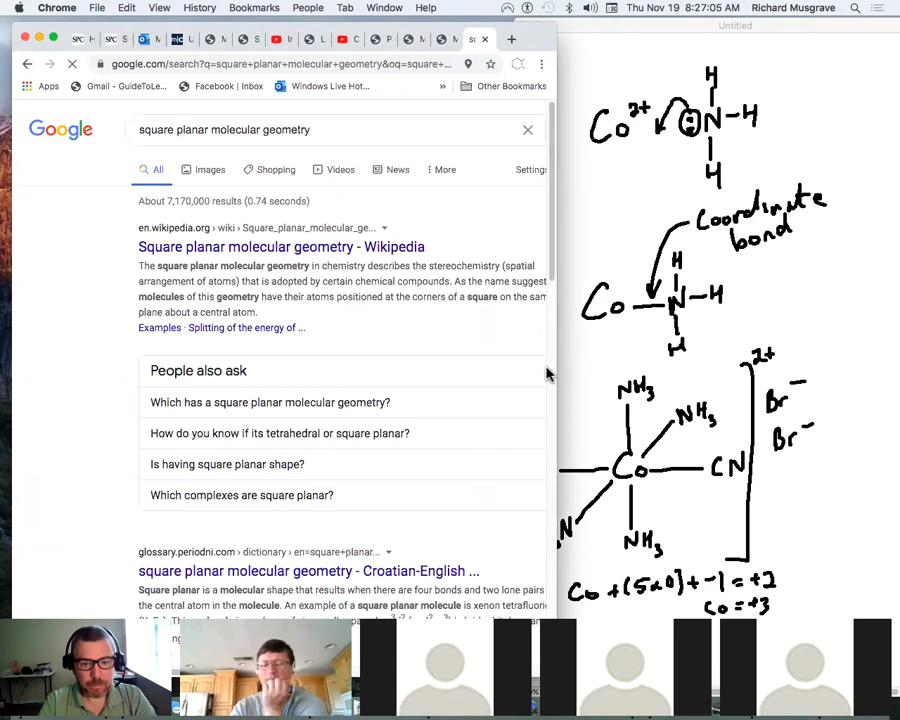 Chrome File Edit View History Bookmarks People Tab Window Help Thu Nov 19 8:27:05 AM Richard Musgrave
Untitled
google.com/search?q=square+planar+molecular+geometry&oq=square+...
Apps Gmail - GuideToLe... Facebook | Inbox Windows Live Hot... » Other Bookmarks
Google
square planar molecular geometry
All Images Shopping Videos News More Settings
About 7,170,000 results (0.74 seconds)
en.wikipedia.org › wiki › Square_planar_molecular_ge...
Square planar molecular geometry - Wikipedia
The square planar molecular geometry in chemistry describes the stereochemistry (spatial
arrangement of atoms) that is adopted by certain chemical compounds. As the name suggest
molecules of this geometry have their atoms positioned at the corners of a square on the sam
plane about a central atom.
Examples · Splitting of the energy of ...
People also ask
Which has a square planar molecular geometry?
How do you know if its tetrahedral or square planar?
Is having square planar shape?
Which complexes are square planar?
glossary.periodni.com › dictionary › en=square+planar...
square planar molecular geometry - Croatian-English ...
Square planar is a molecular shape that results when there are four bonds and two lone pairs
the central atom in the molecule. An example of a square planar molecule is xenon tetrafluori
H
Co2+ :N-H
H
Coordinate
bond
H
Co-N-H
H
2+
NH3
NH3
Br-
Br-
Co CN
N
NH3
Co + (5x0) + -1 = +2
Co = +3